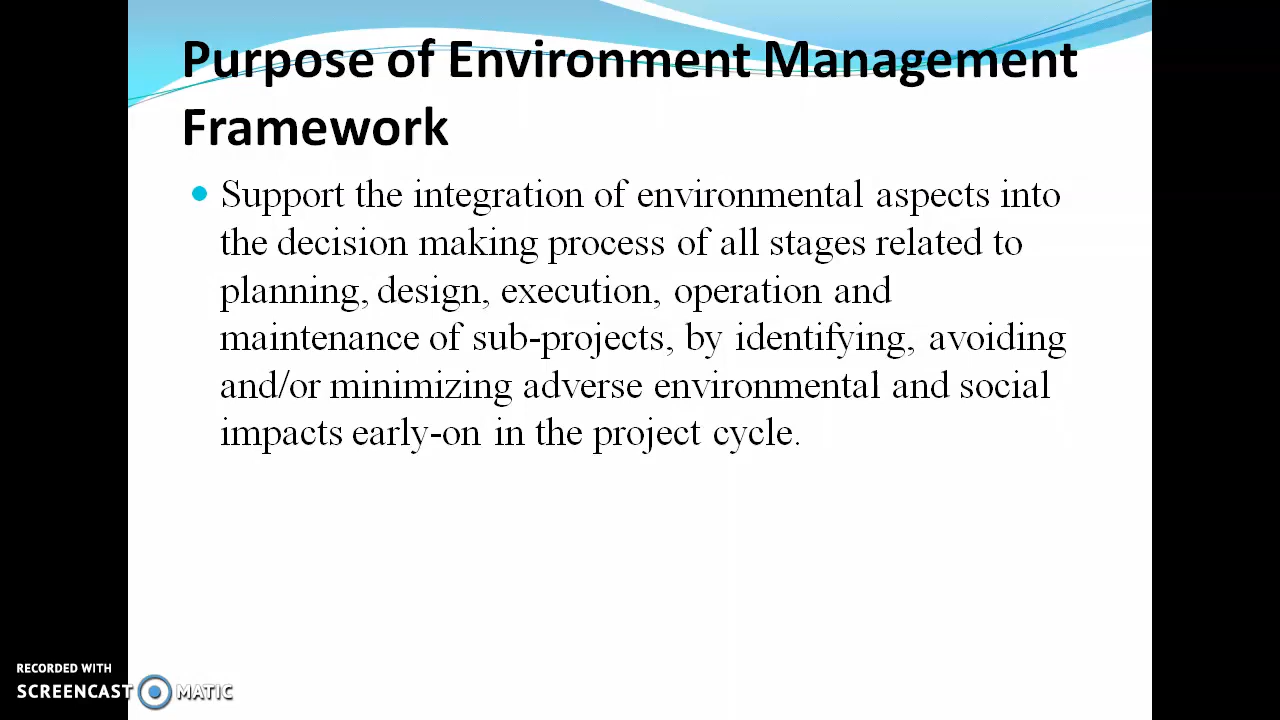 Purpose of Environment Management
Framework
Support the integration of environmental aspects into
the decision making process of all stages related to
planning, design, execution, operation and
maintenance of sub-projects, by identifying, avoiding
and/or minimizing adverse environmental and social
impacts early-on in the project cycle.
RECORDED WITH
SCREENCAST MATIC